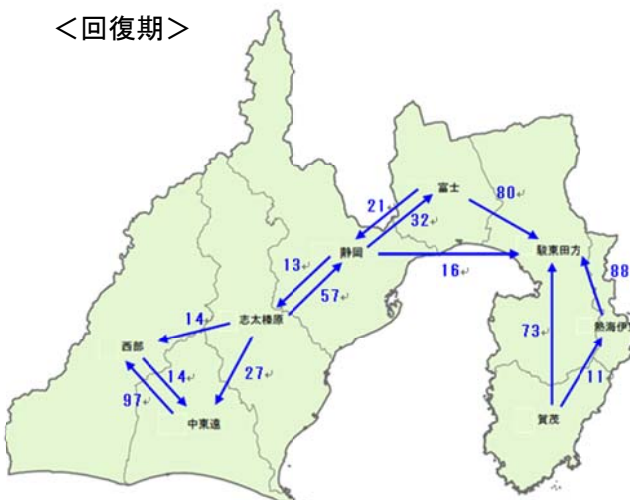 <回復期>
富士
21↵
80↵
32↵
静岡
駿東田方
13↵
16↵
88
57↵
志太榛原
14↵
73↵
熱海伊
西部
14↵
27↵
11↵
97↵
中東遠
賀茂